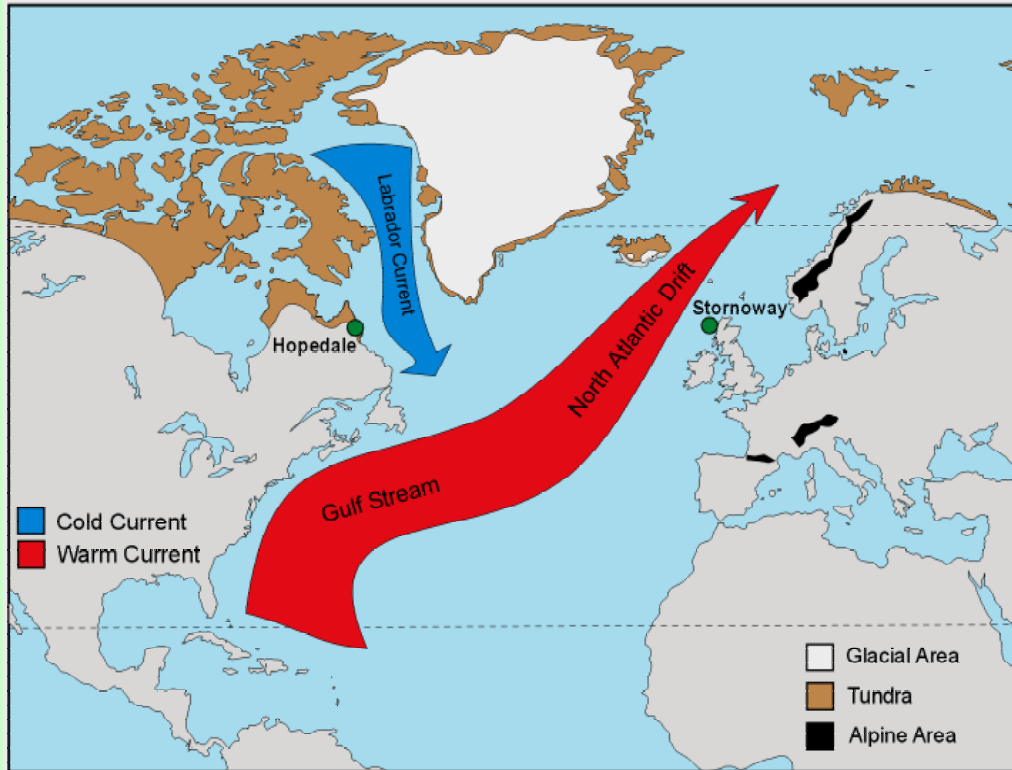 Labrador Current
Hopedale
Stornoway
North Atlantic Drift
Gulf Stream
Cold Current
Warm Current
Glacial Area
Tundra
Alpine Area